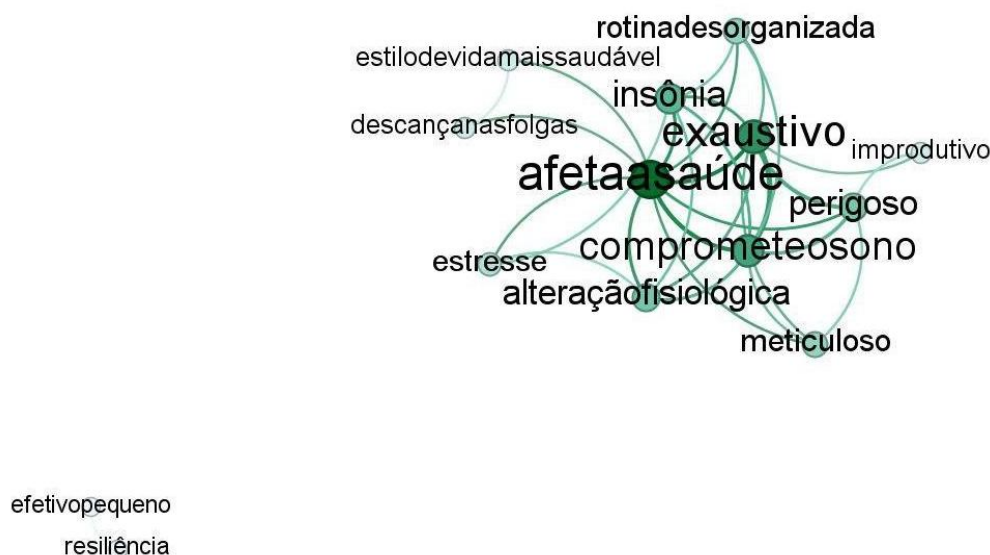 rotinadesorganizada
estilodevidamaissaudável
insônia
descançanasfolgas
exaustivo
improdutivo
afetaasaúde
perigoso
comprometeosono
estresse
alteraçãofisiológica
meticuloso
efetivopequeno
resiliência